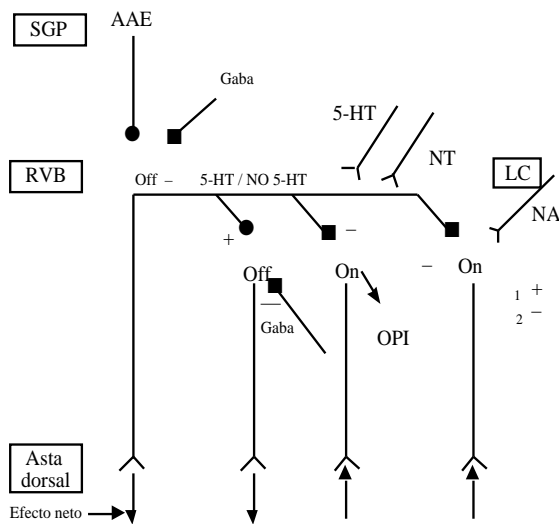 SGP
AAE
Gaba
5-HT
NT
RVB
Off –
5-HT / NO 5-HT
LC
NA
+
–
Off
On
–
On
—
Gaba
OPI
1 +
2 –
Asta
dorsal
Efecto neto